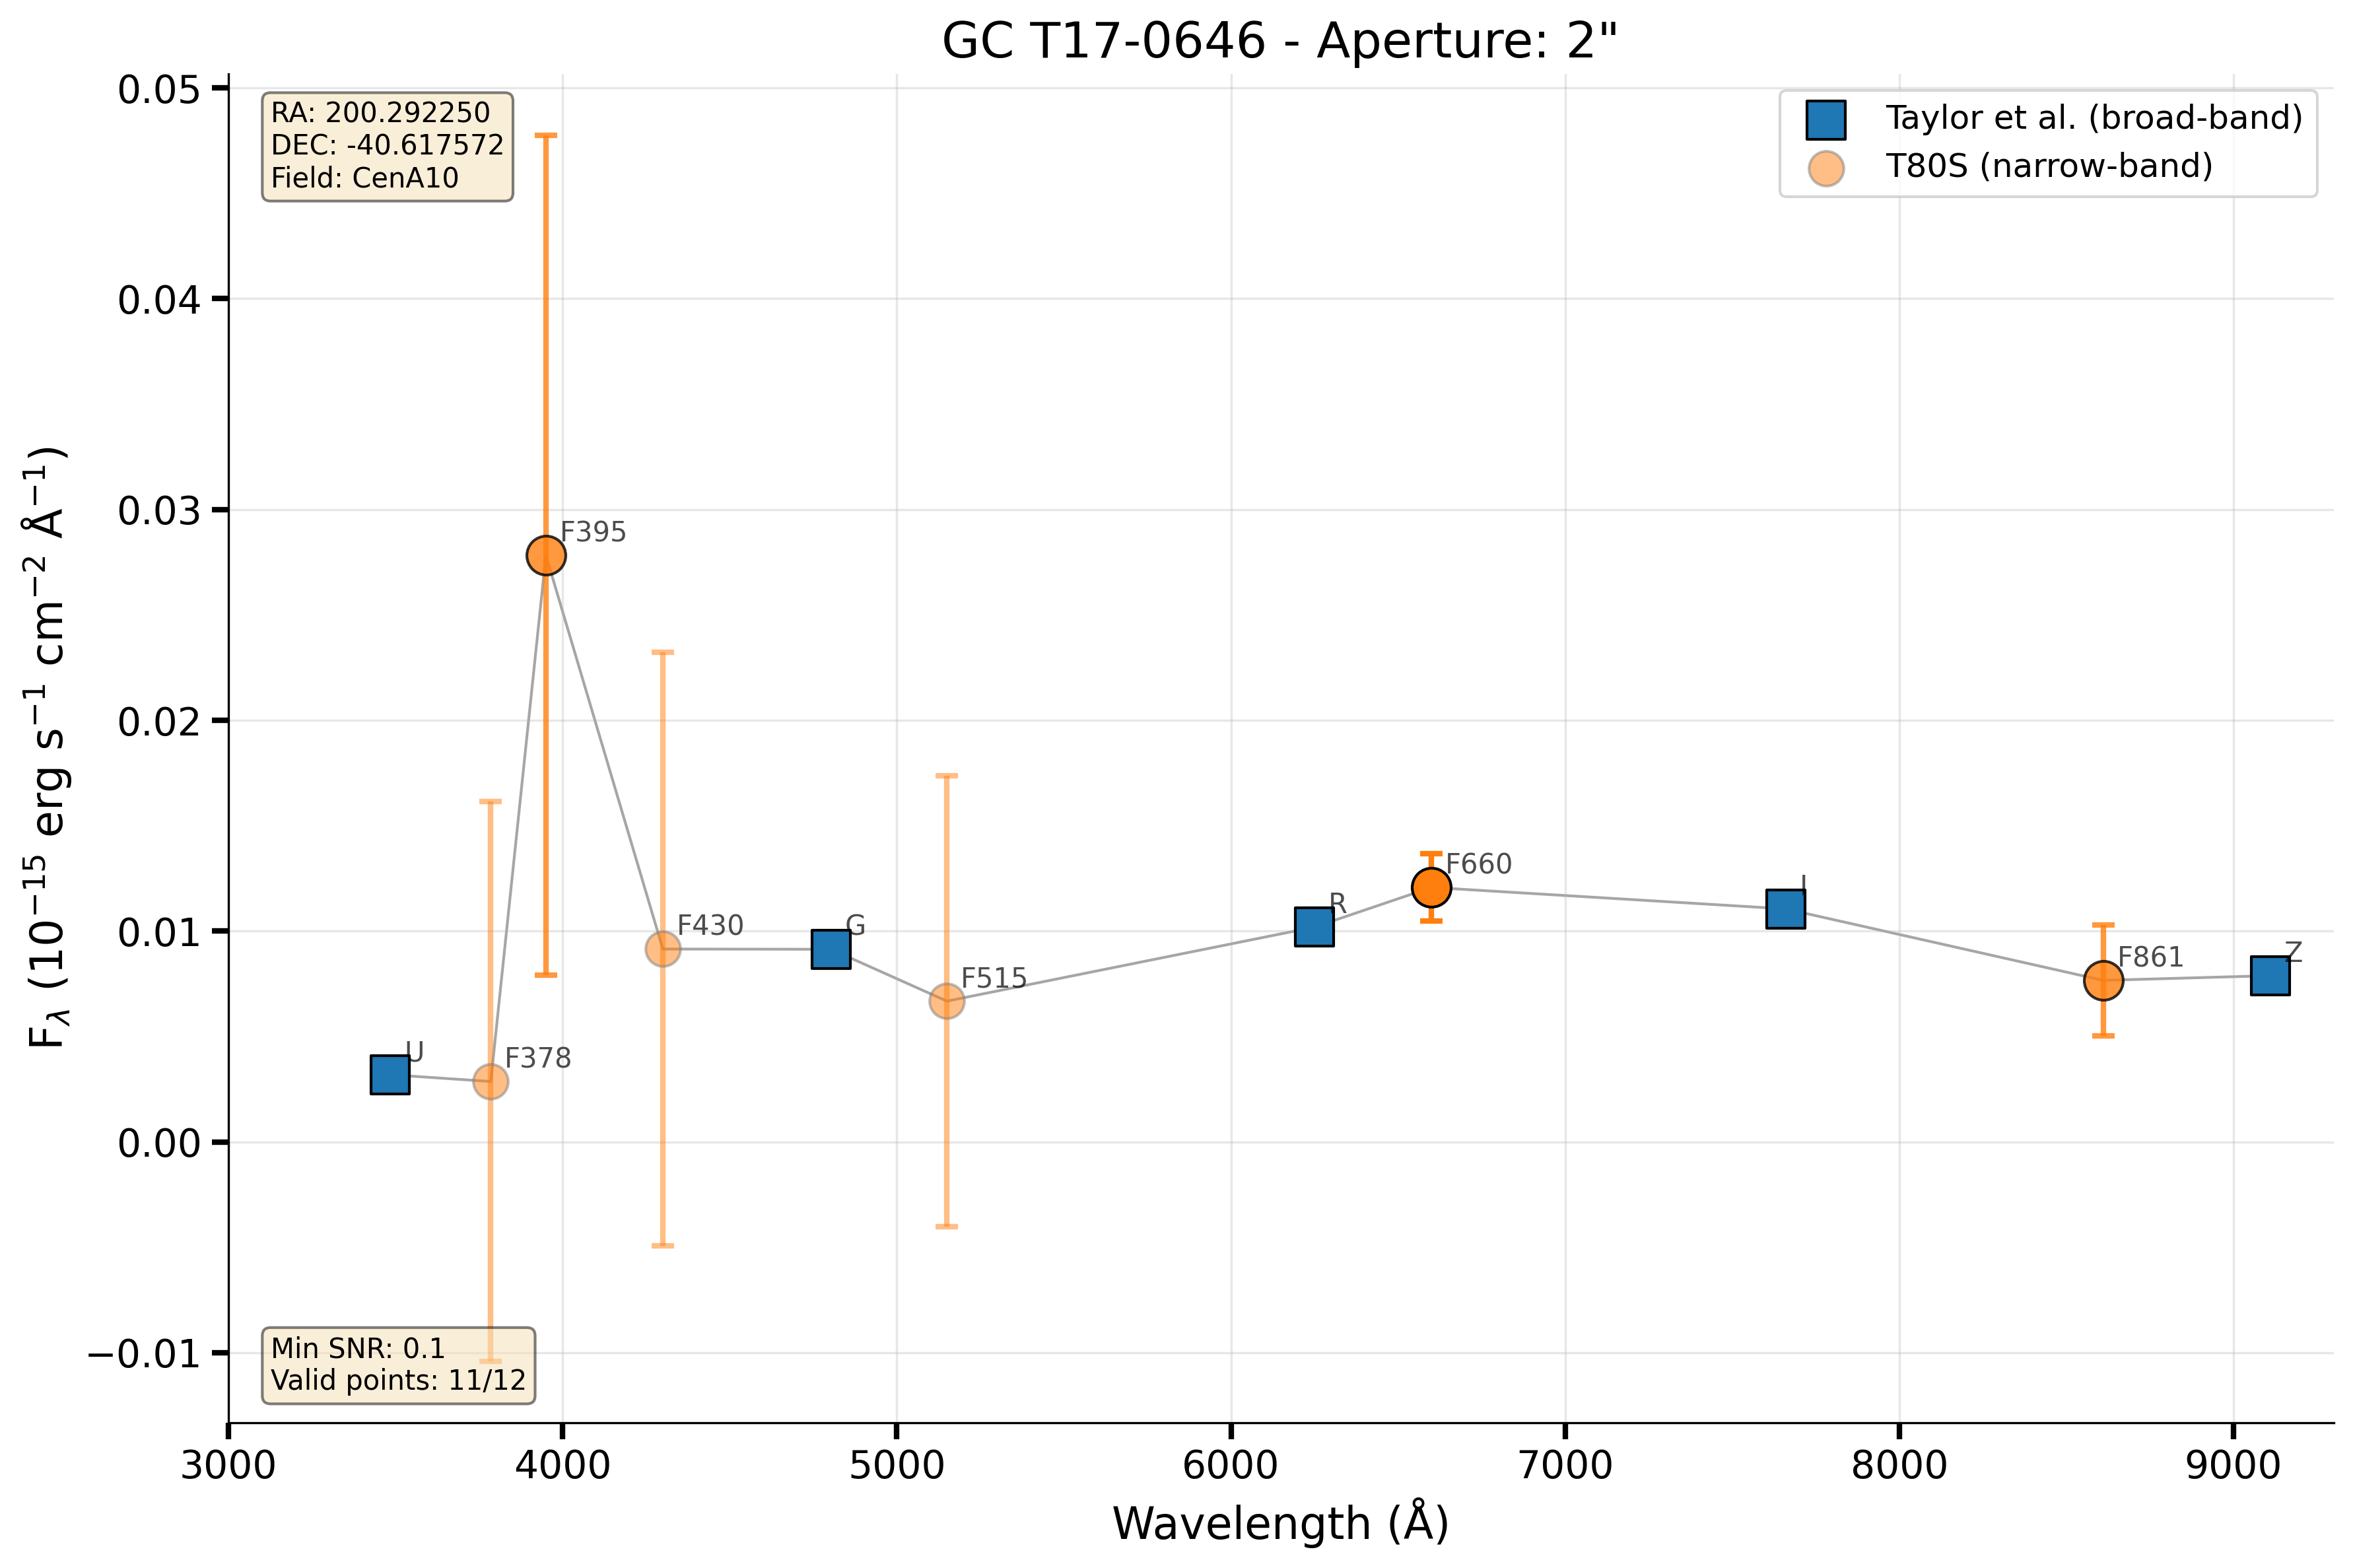 GC T17-0646 - Aperture: 2"
RA: 200.292250
DEC: -40.617572
Field: CenA10
Taylor et al. (broad-band)
T80S (narrow-band)
0.05
0.04
0.03
0.02
0.01
0.00
−0.01
F_λ (10⁻¹⁵ erg s⁻¹ cm⁻² Å⁻¹)
U
F378
F395
F430
G
F515
R
F660
I
F861
Z
Min SNR: 0.1
Valid points: 11/12
3000 4000 5000 6000 7000 8000 9000
Wavelength (Å)